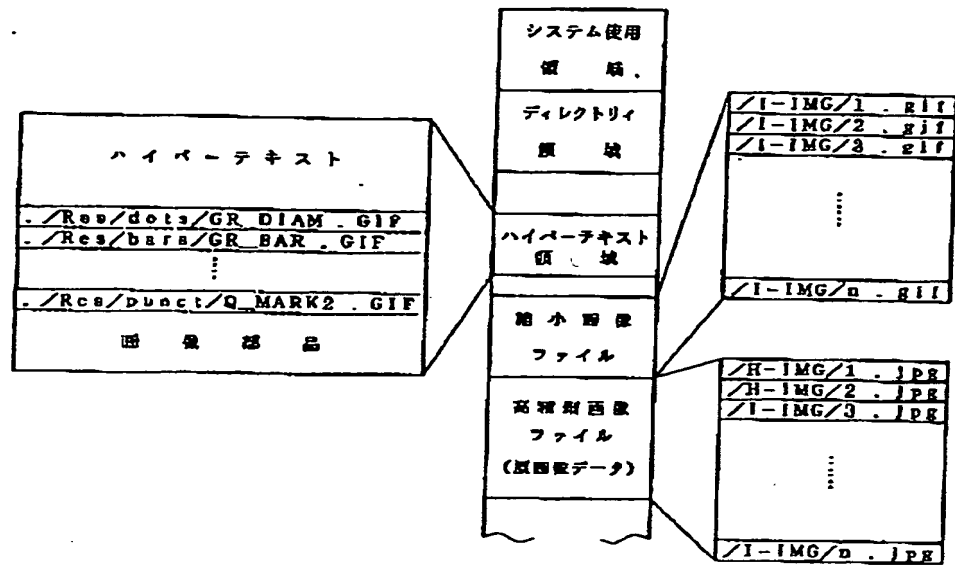 システム使用
領 域
ディレクトリィ
領 域
ハイパーテキスト
領 域
縮 小 画 像
ファイル
高精細画像
ファイル
(原画像データ)
ハ イ パ ー テ キ ス ト
./Res/dots/GR_DIAM.GIF
./Res/bars/GR_BAR.GIF
./Res/punct/Q_MARK2.GIF
画 像 部 品
/I-IMG/1.gif
/I-IMG/2.gif
/I-IMG/3.gif
/I-IMG/n.gif
/H-IMG/1.jpg
/H-IMG/2.jpg
/I-IMG/3.jpg
/I-IMG/n.jpg